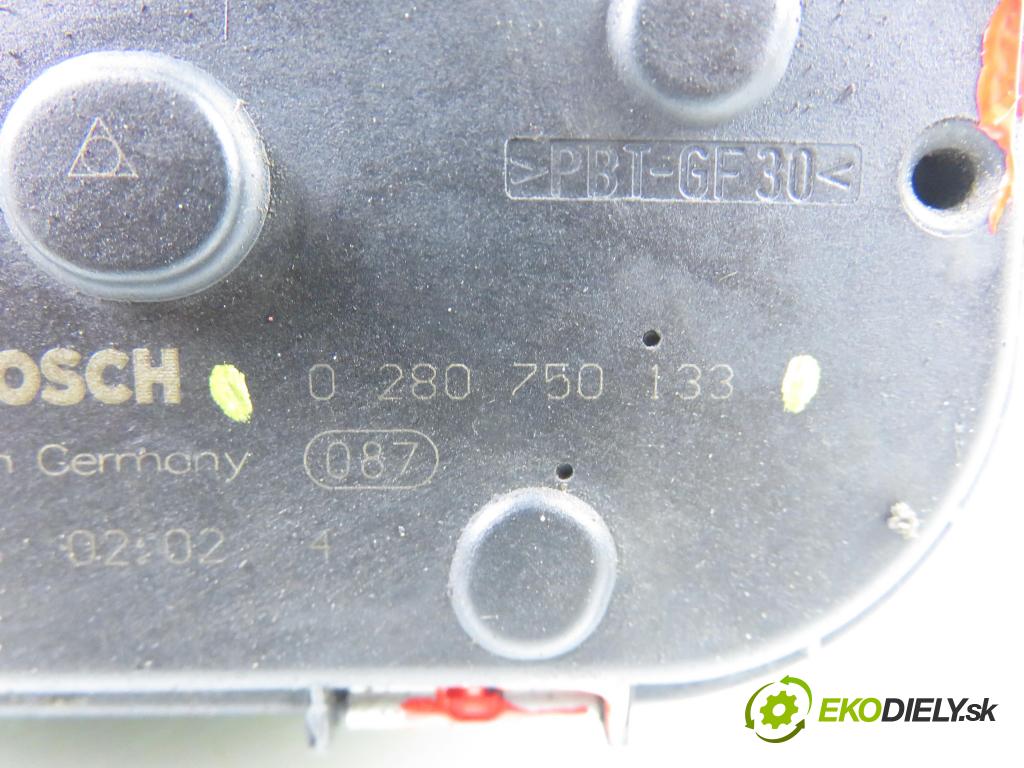 >PBT-GF30<
OSCH 0 280 750 133
n Germany 087
02:02 4
EKODIELY.sk